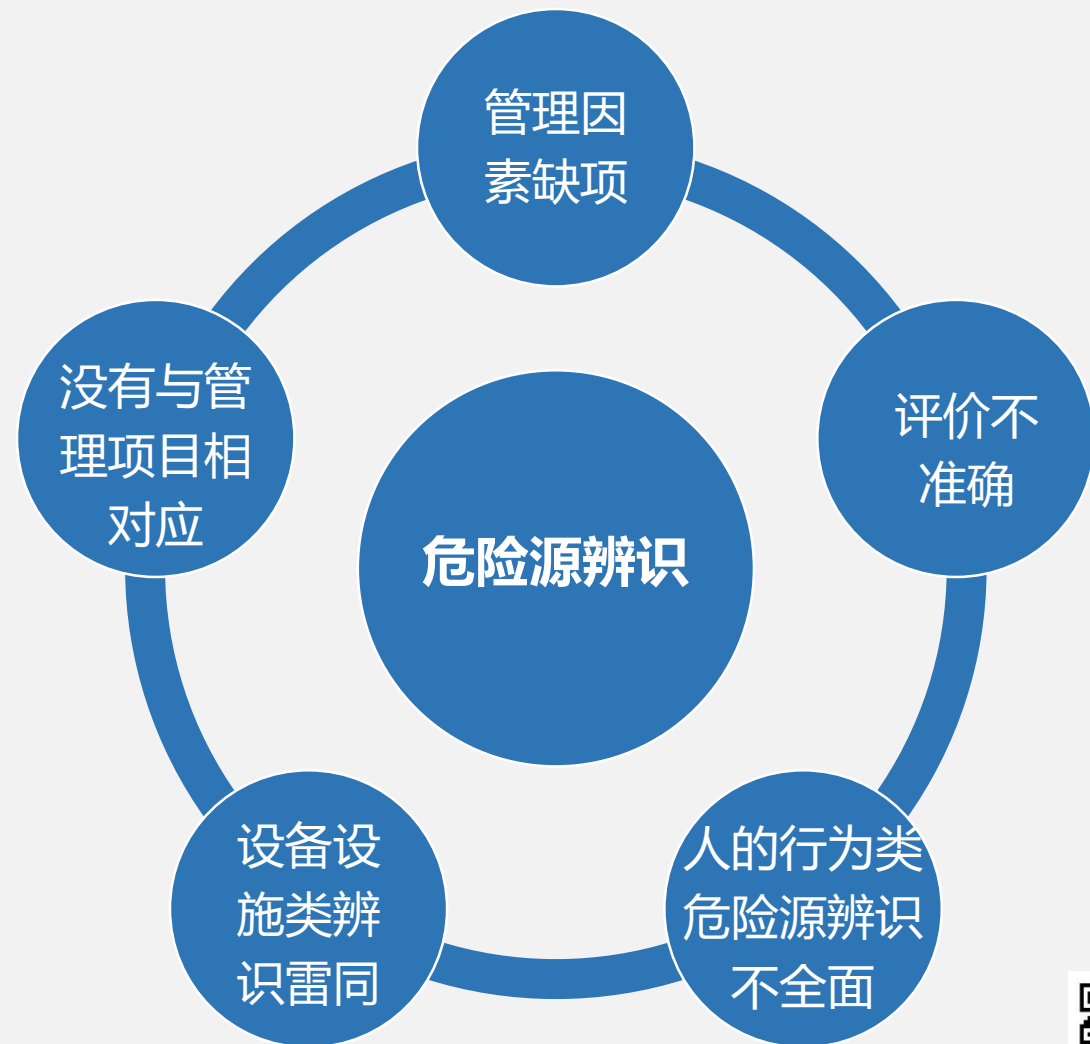 管理因
素缺项
评价不
准确
人的行为类
危险源辨识
不全面
设备设
施类辨
识雷同
没有与管
理项目相
对应
危险源辨识